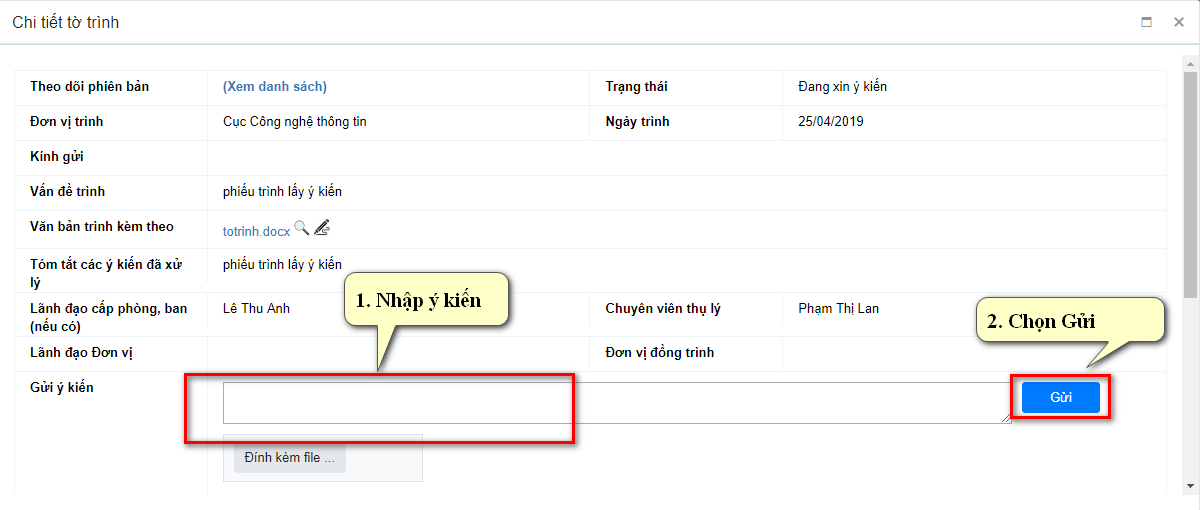 Chi tiết tờ trình
Theo dõi phiên bản (Xem danh sách) Trạng thái Đang xin ý kiến
Đơn vị trình Cục Công nghệ thông tin Ngày trình 25/04/2019
Kính gửi
Vấn đề trình phiếu trình lấy ý kiến
Văn bản trình kèm theo totrinh.docx
Tóm tắt các ý kiến đã xử phiếu trình lấy ý kiến
lý
1. Nhập ý kiến
Lãnh đạo cấp phòng, ban Lê Thu Anh Chuyên viên thụ lý Phạm Thị Lan
(nếu có)
2. Chọn Gửi
Lãnh đạo Đơn vị Đơn vị đồng trình
Gửi ý kiến Gửi
Đính kèm file ...